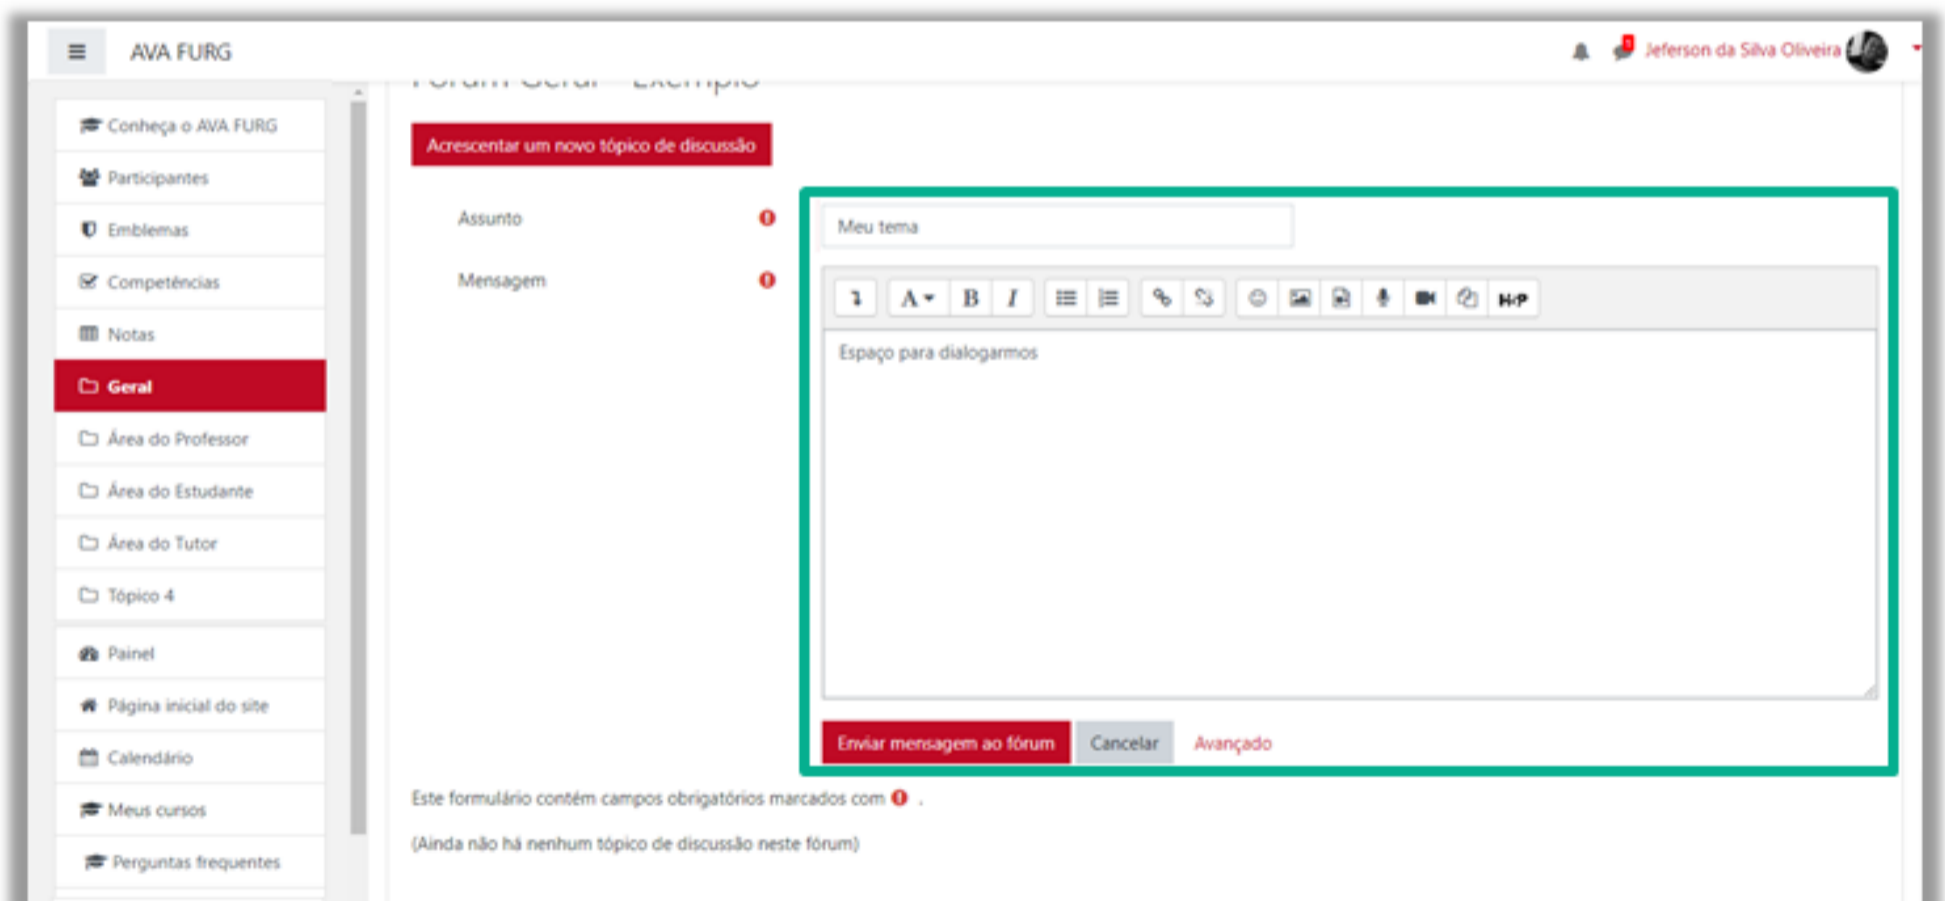 AVA FURG
Jeferson da Silva Oliveira
Fórum Geral - Exemplo
Conheça o AVA FURG
Participantes
Emblemas
Competências
Notas
Geral
Área do Professor
Área do Estudante
Área do Tutor
Tópico 4
Painel
Página inicial do site
Calendário
Meus cursos
Perguntas frequentes
Acrescentar um novo tópico de discussão
Assunto
Meu tema
Mensagem
A B I H-P
Espaço para dialogarmos
Enviar mensagem ao fórum Cancelar Avançado
Este formulário contém campos obrigatórios marcados com .
(Ainda não há nenhum tópico de discussão neste fórum)